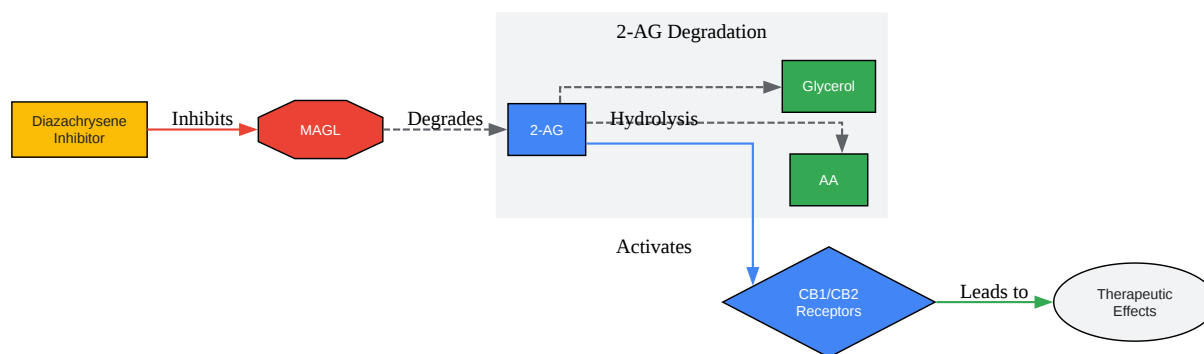 2-AG Degradation
Glycerol
Diazachrysene
Inhibitor
Inhibits
MAGL
Degrades
2-AG
Hydrolysis
AA
Activates
CB1/CB2
Receptors
Leads to
Therapeutic
Effects